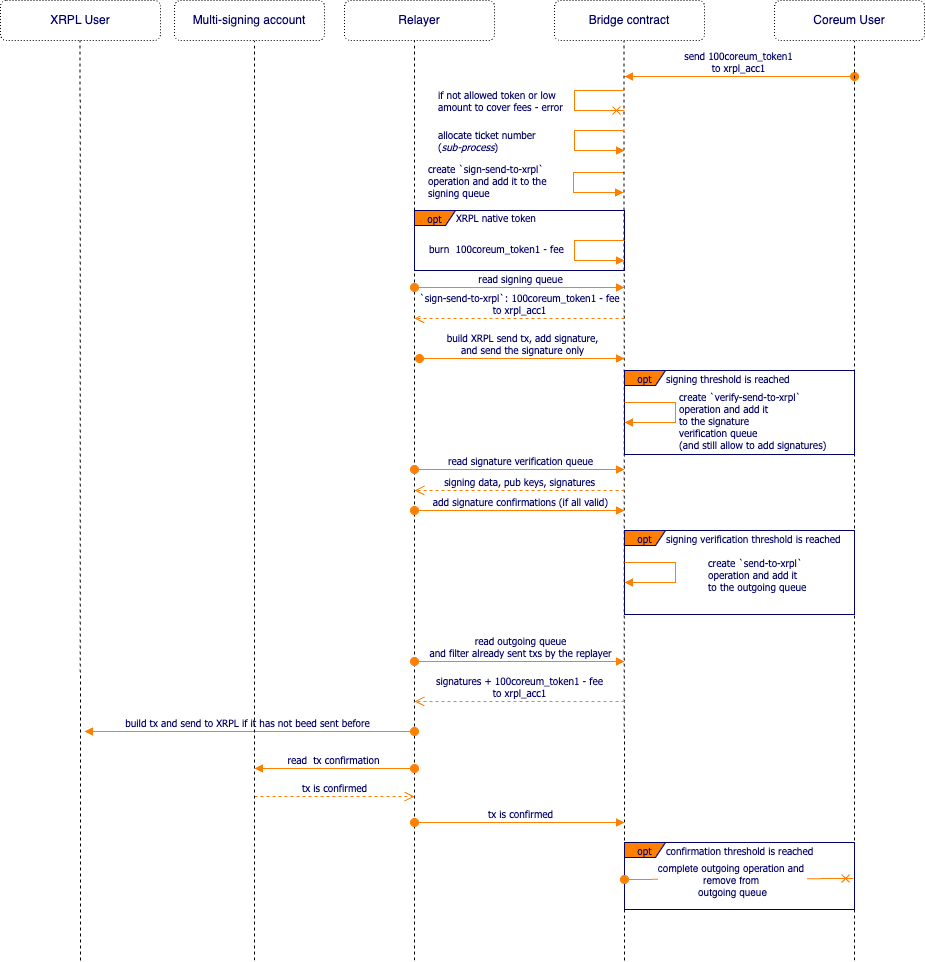 XRPL User
Multi-signing account
Relayer
Bridge contract
Coreum User
send 100coreum_token1
to xrpl_acc1
if not allowed token or low
amount to cover fees - error
allocate ticket number
(sub-process)
create `sign-send-to-xrpl`
operation and add it to the
signing queue
opt
XRPL native token
burn 100coreum_token1 - fee
read signing queue
`sign-send-to-xrpl`: 100coreum_token1 - fee
to xrpl_acc1
build XRPL send tx, add signature,
and send the signature only
opt
signing threshold is reached
create `verify-send-to-xrpl`
operation and add it
to the signature
verification queue
(and still allow to add signatures)
read signature verification queue
signing data, pub keys, signatures
add signature confirmations (if all valid)
opt
signing verification threshold is reached
create `send-to-xrpl`
operation and add it
to the outgoing queue
read outgoing queue
and filter already sent txs by the replayer
signatures + 100coreum_token1 - fee
to xrpl_acc1
build tx and send to XRPL if it has not beed sent before
read tx confirmation
tx is confirmed
tx is confirmed
opt
confirmation threshold is reached
complete outgoing operation and
remove from
outgoing queue